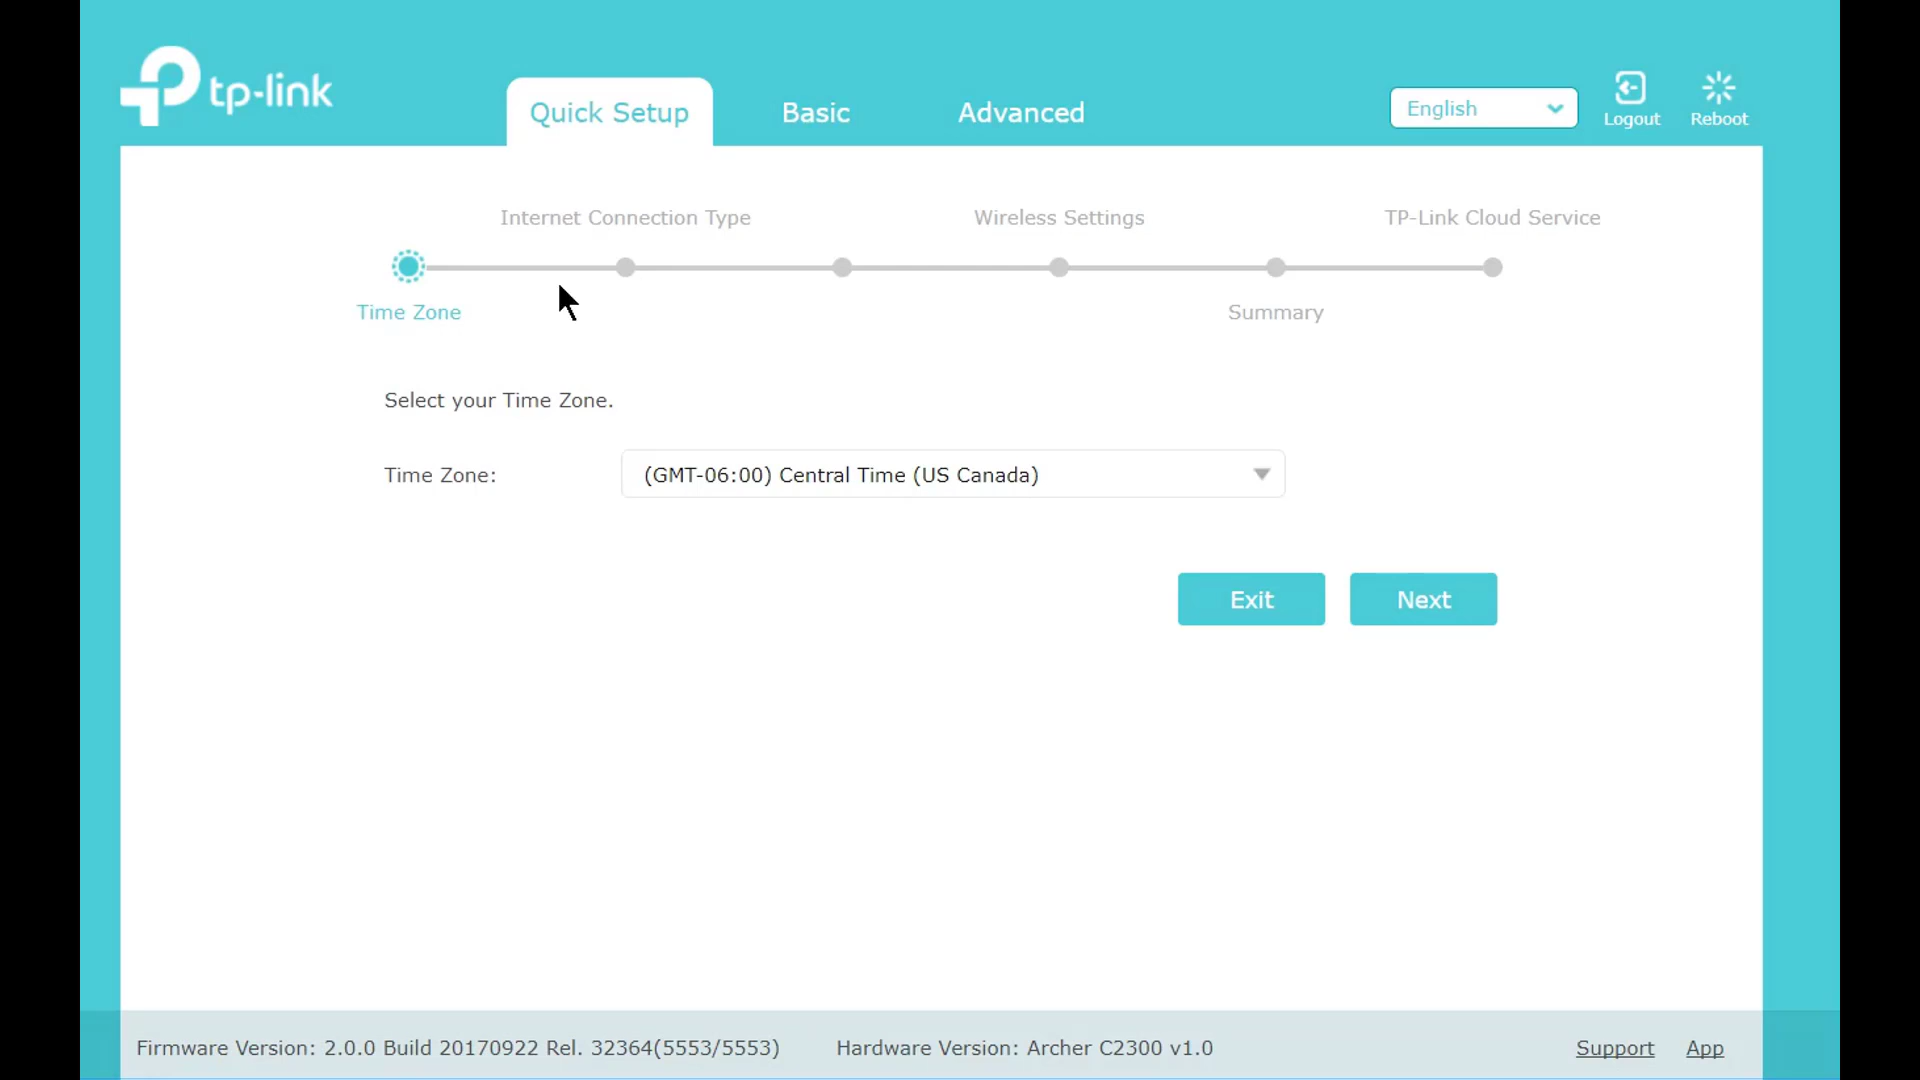 tp-link
Quick Setup
Basic
Advanced
English
Logout
Reboot
Internet Connection Type
Wireless Settings
TP-Link Cloud Service
Time Zone
Summary
Select your Time Zone.
Time Zone:
(GMT-06:00) Central Time (US Canada)
Exit
Next
Firmware Version: 2.0.0 Build 20170922 Rel. 32364(5553/5553)
Hardware Version: Archer C2300 v1.0
Support
App